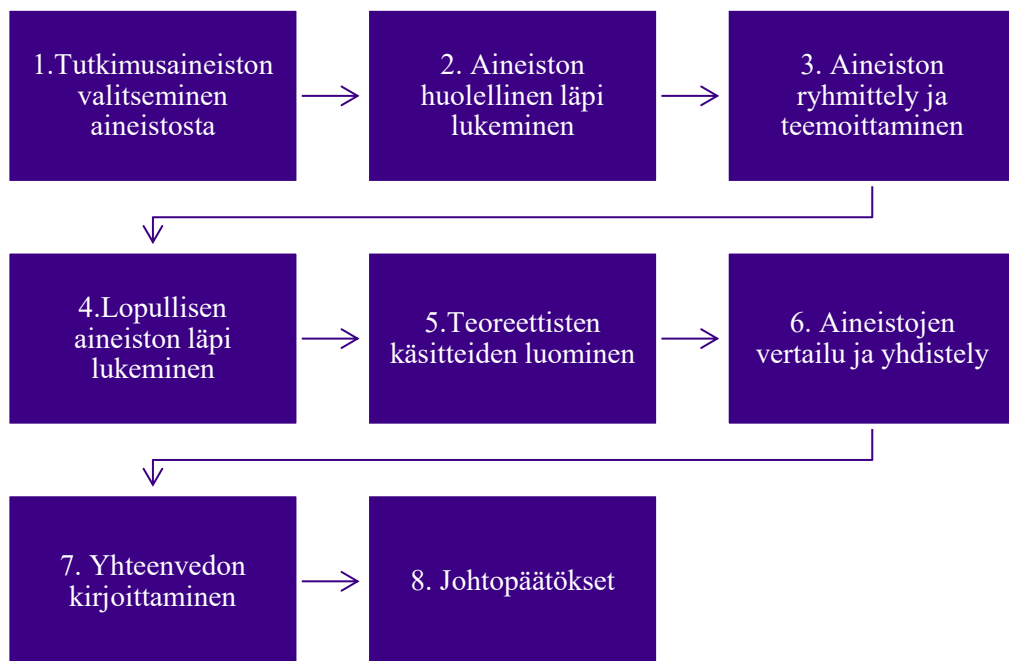 1.Tutkimusaineiston
valitseminen
aineistosta
2. Aineiston
huolellinen läpi
lukeminen
3. Aineiston
ryhmittely ja
teemoittaminen
4.Lopullisen
aineiston läpi
lukeminen
5.Teoreettisten
käsitteiden luominen
6. Aineistojen
vertailu ja yhdistely
7. Yhteenvedon
kirjoittaminen
8. Johtopäätökset